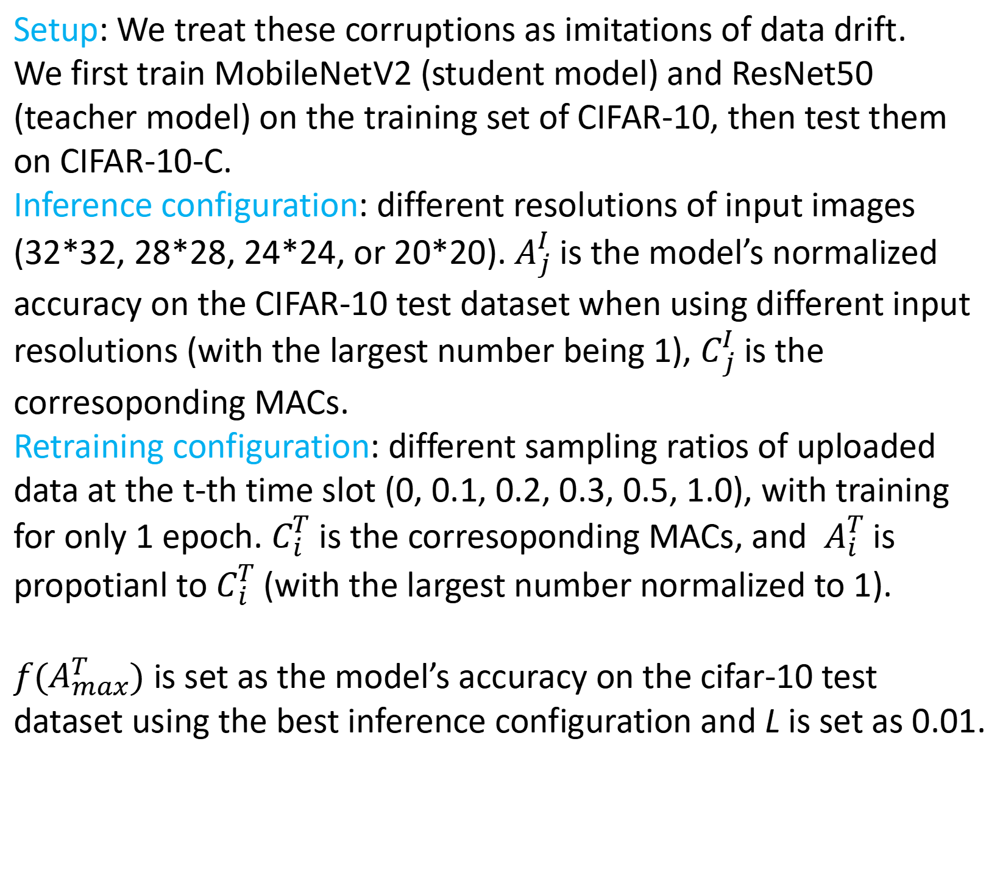 Setup: We treat these corruptions as imitations of data drift.
We first train MobileNetV2 (student model) and ResNet50
(teacher model) on the training set of CIFAR-10, then test them
on CIFAR-10-C.
Inference configuration: different resolutions of input images
(32*32, 28*28, 24*24, or 20*20). $A_j^I$ is the model’s normalized
accuracy on the CIFAR-10 test dataset when using different input
resolutions (with the largest number being 1), $C_j^I$ is the
corresoponding MACs.
Retraining configuration: different sampling ratios of uploaded
data at the t-th time slot (0, 0.1, 0.2, 0.3, 0.5, 1.0), with training
for only 1 epoch. $C_i^T$ is the corresoponding MACs, and $A_i^T$ is
propotianl to $C_i^T$ (with the largest number normalized to 1).
$f(A_{max}^T)$ is set as the model’s accuracy on the cifar-10 test
dataset using the best inference configuration and L is set as 0.01.